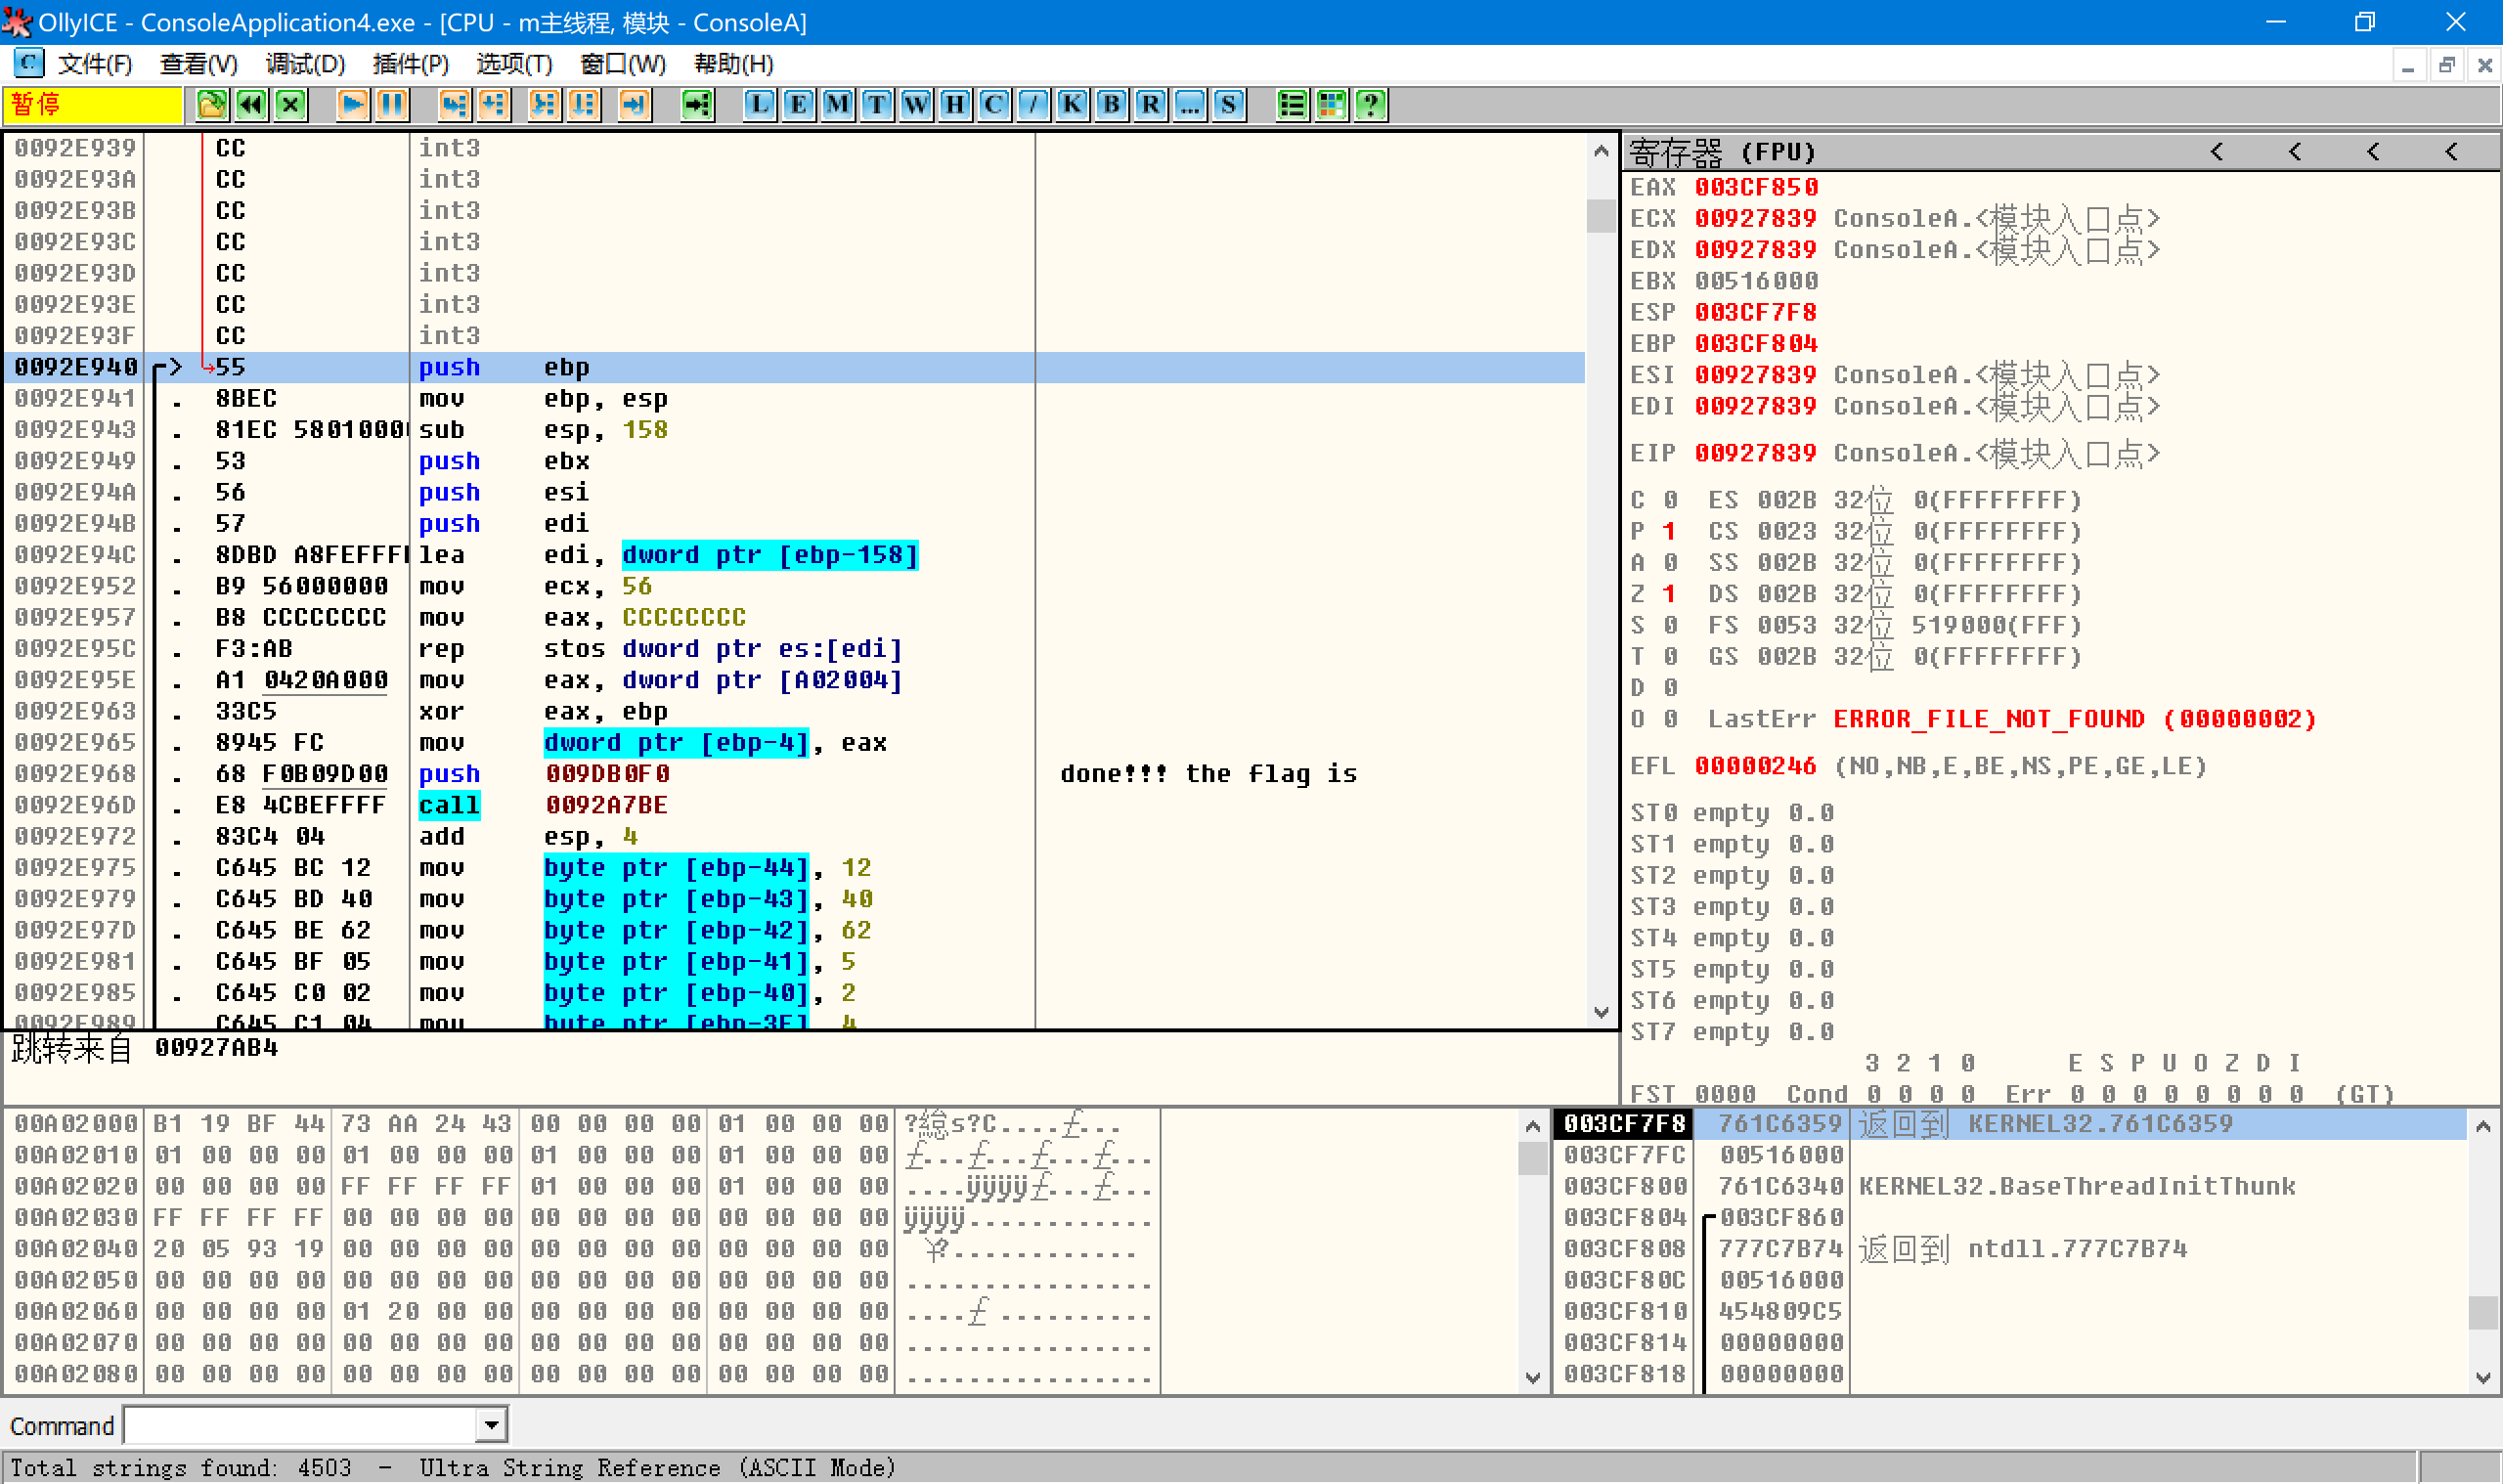 OllyICE - ConsoleApplication4.exe - [CPU - m主线程, 模块 - ConsoleA]
C 文件(F) 查看(V) 调试(D) 插件(P) 选项(T) 窗口(W) 帮助(H)
暂停 L E M T W H C / K B R ... S ?
0092E939 CC int3
0092E93A CC int3
0092E93B CC int3
0092E93C CC int3
0092E93D CC int3
0092E93E CC int3
0092E93F CC int3
0092E940 > 55 push ebp
0092E941 . 8BEC mov ebp, esp
0092E943 . 81EC 5801000 sub esp, 158
0092E949 . 53 push ebx
0092E94A . 56 push esi
0092E94B . 57 push edi
0092E94C . 8DBD A8FEFFF lea edi, dword ptr [ebp-158]
0092E952 . B9 56000000 mov ecx, 56
0092E957 . B8 CCCCCCCC mov eax, CCCCCCCC
0092E95C . F3:AB rep stos dword ptr es:[edi]
0092E95E . A1 0420A000 mov eax, dword ptr [A02004]
0092E963 . 33C5 xor eax, ebp
0092E965 . 8945 FC mov dword ptr [ebp-4], eax
0092E968 . 68 F0B09D00 push 009DB0F0 done!!! the flag is
0092E96D . E8 4CBEFFFF call 0092A7BE
0092E972 . 83C4 04 add esp, 4
0092E975 . C645 BC 12 mov byte ptr [ebp-44], 12
0092E979 . C645 BD 40 mov byte ptr [ebp-43], 40
0092E97D . C645 BE 62 mov byte ptr [ebp-42], 62
0092E981 . C645 BF 05 mov byte ptr [ebp-41], 5
0092E985 . C645 C0 02 mov byte ptr [ebp-40], 2
0092E989 . C645 C1 04 mov byte ptr [ebp-3F], 4
跳转来自 00927AB4
寄存器 (FPU) < < < <
EAX 003CF850
ECX 00927839 ConsoleA.<模块入口点>
EDX 00927839 ConsoleA.<模块入口点>
EBX 00516000
ESP 003CF7F8
EBP 003CF804
ESI 00927839 ConsoleA.<模块入口点>
EDI 00927839 ConsoleA.<模块入口点>
EIP 00927839 ConsoleA.<模块入口点>
C 0 ES 002B 32位 0(FFFFFFFF)
P 1 CS 0023 32位 0(FFFFFFFF)
A 0 SS 002B 32位 0(FFFFFFFF)
Z 1 DS 002B 32位 0(FFFFFFFF)
S 0 FS 0053 32位 519000(FFF)
T 0 GS 002B 32位 0(FFFFFFFF)
D 0
O 0 LastErr ERROR_FILE_NOT_FOUND (00000002)
EFL 00000246 (NO,NB,E,BE,NS,PE,GE,LE)
ST0 empty 0.0
ST1 empty 0.0
ST2 empty 0.0
ST3 empty 0.0
ST4 empty 0.0
ST5 empty 0.0
ST6 empty 0.0
ST7 empty 0.0
3 2 1 0 E S P U O Z D I
FST 0000 Cond 0 0 0 0 Err 0 0 0 0 0 0 0 0 (GT)
00A02000 B1 19 BF 44 73 AA 24 43 00 00 00 00 01 00 00 00
00A02010 01 00 00 00 01 00 00 00 01 00 00 00 01 00 00 00
00A02020 00 00 00 00 FF FF FF FF 01 00 00 00 01 00 00 00
00A02030 FF FF FF FF 00 00 00 00 00 00 00 00 00 00 00 00 ÿÿÿÿ............
00A02040 20 05 93 19 00 00 00 00 00 00 00 00 00 00 00 00
00A02050 00 00 00 00 00 00 00 00 00 00 00 00 00 00 00 00 ................
00A02060 00 00 00 00 01 20 00 00 00 00 00 00 00 00 00 00
00A02070 00 00 00 00 00 00 00 00 00 00 00 00 00 00 00 00 ................
00A02080 00 00 00 00 00 00 00 00 00 00 00 00 00 00 00 00 ................
003CF7F8 761C6359 返回到 KERNEL32.761C6359
003CF7FC 00516000
003CF800 761C6340 KERNEL32.BaseThreadInitThunk
003CF804 003CF860
003CF808 777C7B74 返回到 ntdll.777C7B74
003CF80C 00516000
003CF810 454809C5
003CF814 00000000
003CF818 00000000
Command
Total strings found: 4503 - Ultra String Reference (ASCII Mode)